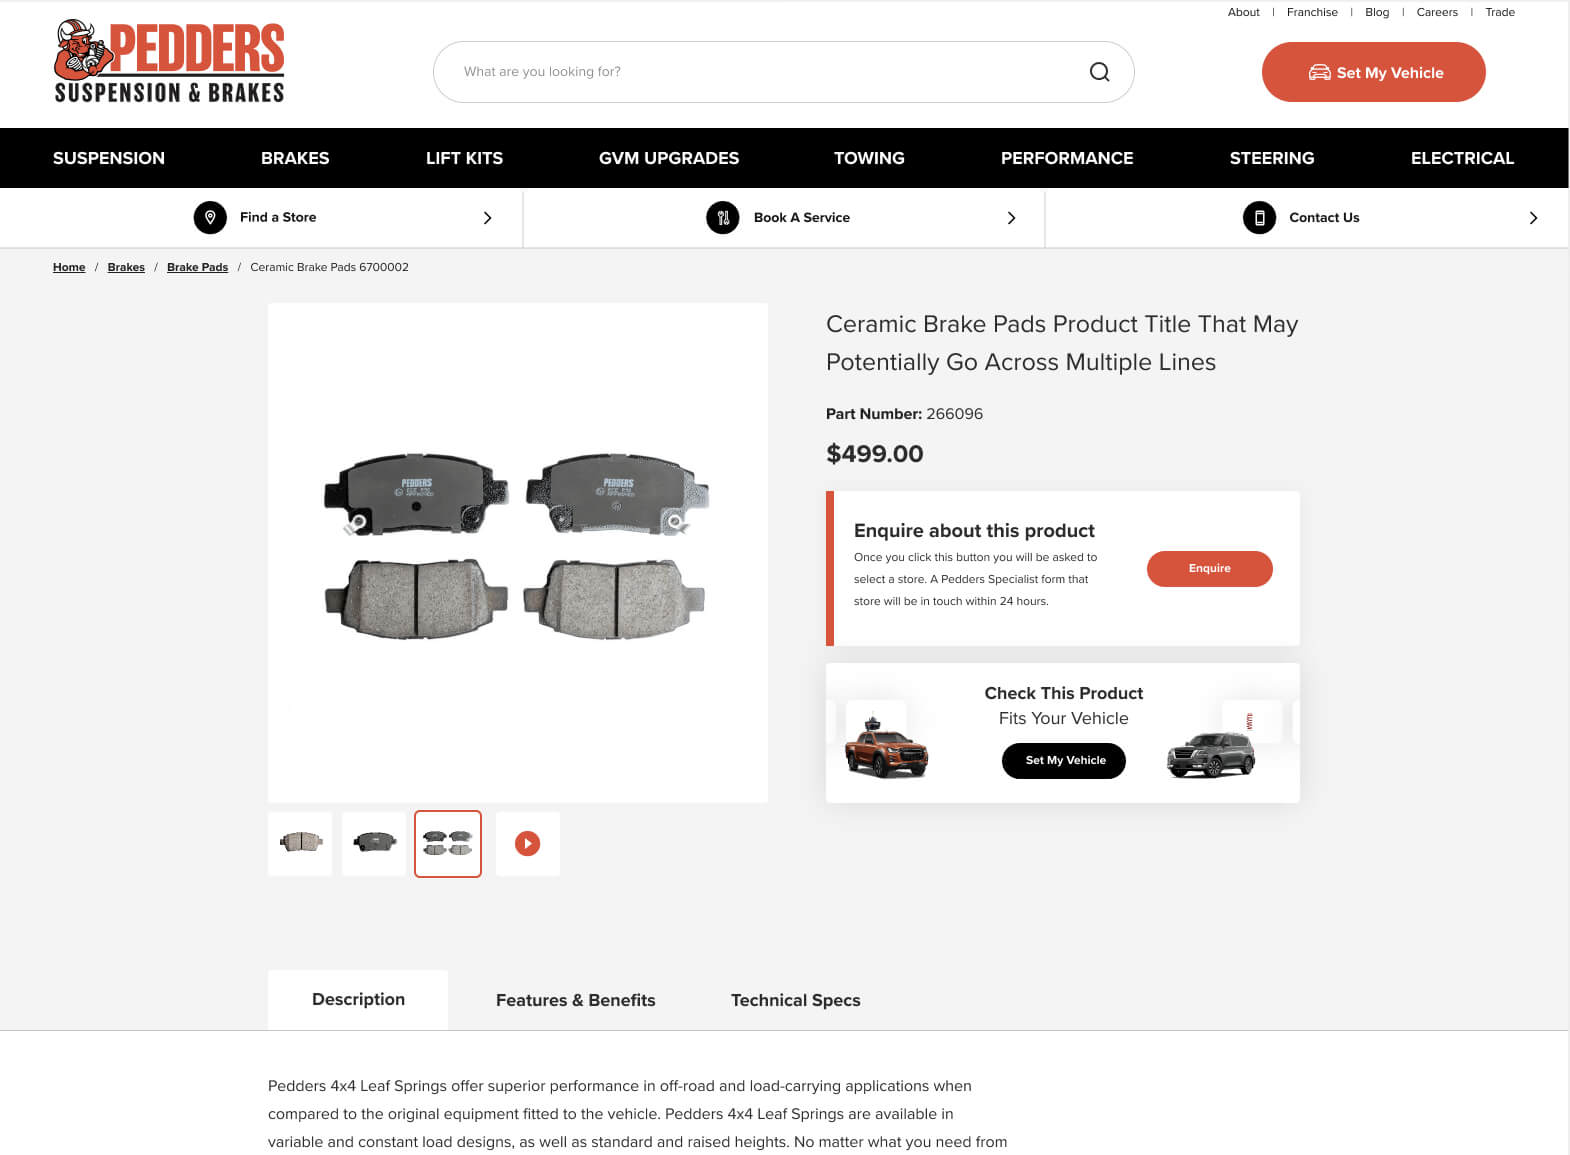 About | Franchise | Blog | Careers | Trade
PEDDERS
SUSPENSION & BRAKES
What are you looking for?
Set My Vehicle
SUSPENSION BRAKES LIFT KITS GVM UPGRADES TOWING PERFORMANCE STEERING ELECTRICAL
Find a Store
Book A Service
Contact Us
Home / Brakes / Brake Pads / Ceramic Brake Pads 6700002
PEDDERS
PEDDERS
Ceramic Brake Pads Product Title That May
Potentially Go Across Multiple Lines
Part Number: 266096
$499.00
Enquire about this product
Once you click this button you will be asked to
select a store. A Pedders Specialist form that
store will be in touch within 24 hours.
Enquire
Check This Product
Fits Your Vehicle
Set My Vehicle
Description
Features & Benefits
Technical Specs
Pedders 4x4 Leaf Springs offer superior performance in off-road and load-carrying applications when
compared to the original equipment fitted to the vehicle. Pedders 4x4 Leaf Springs are available in
variable and constant load designs, as well as standard and raised heights. No matter what you need from